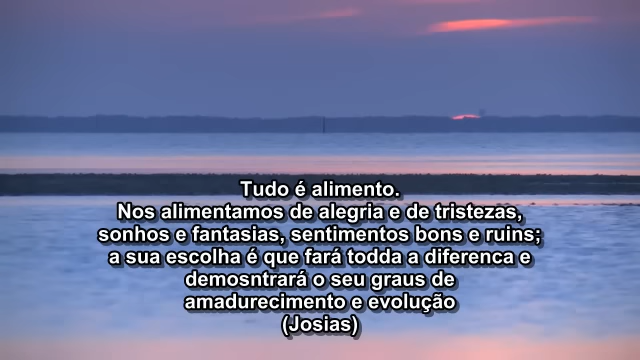 Tudo é alimento.
Nos alimentamos de alegria e de tristezas,
sonhos e fantasias, sentimentos bons e ruins;
a sua escolha é que fará todda a diferenca e
demosntrará o seu graus de
amadurecimento e evolução
(Josias)